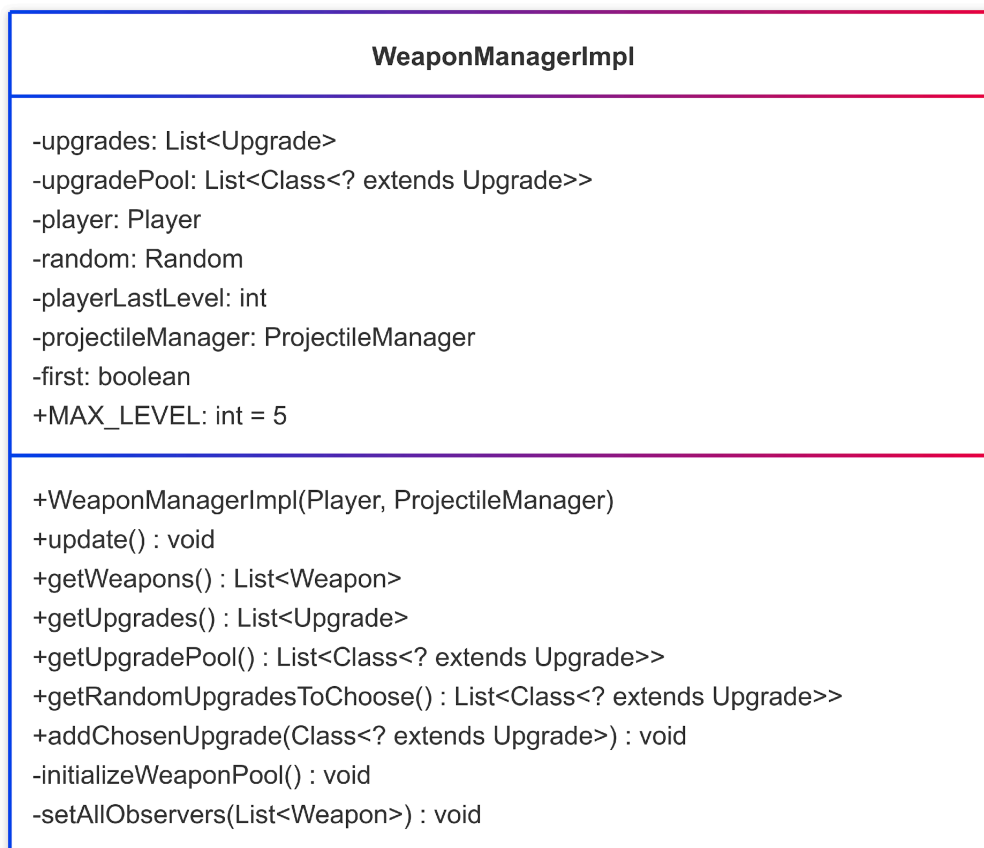 WeaponManagerImpl
-upgrades: List<Upgrade>
-upgradePool: List<Class<? extends Upgrade>>
-player: Player
-random: Random
-playerLastLevel: int
-projectileManager: ProjectileManager
-first: boolean
+MAX_LEVEL: int = 5
+WeaponManagerImpl(Player, ProjectileManager)
+update() : void
+getWeapons() : List<Weapon>
+getUpgrades() : List<Upgrade>
+getUpgradePool() : List<Class<? extends Upgrade>>
+getRandomUpgradesToChoose() : List<Class<? extends Upgrade>>
+addChosenUpgrade(Class<? extends Upgrade>) : void
-initializeWeaponPool() : void
-setAllObservers(List<Weapon>) : void